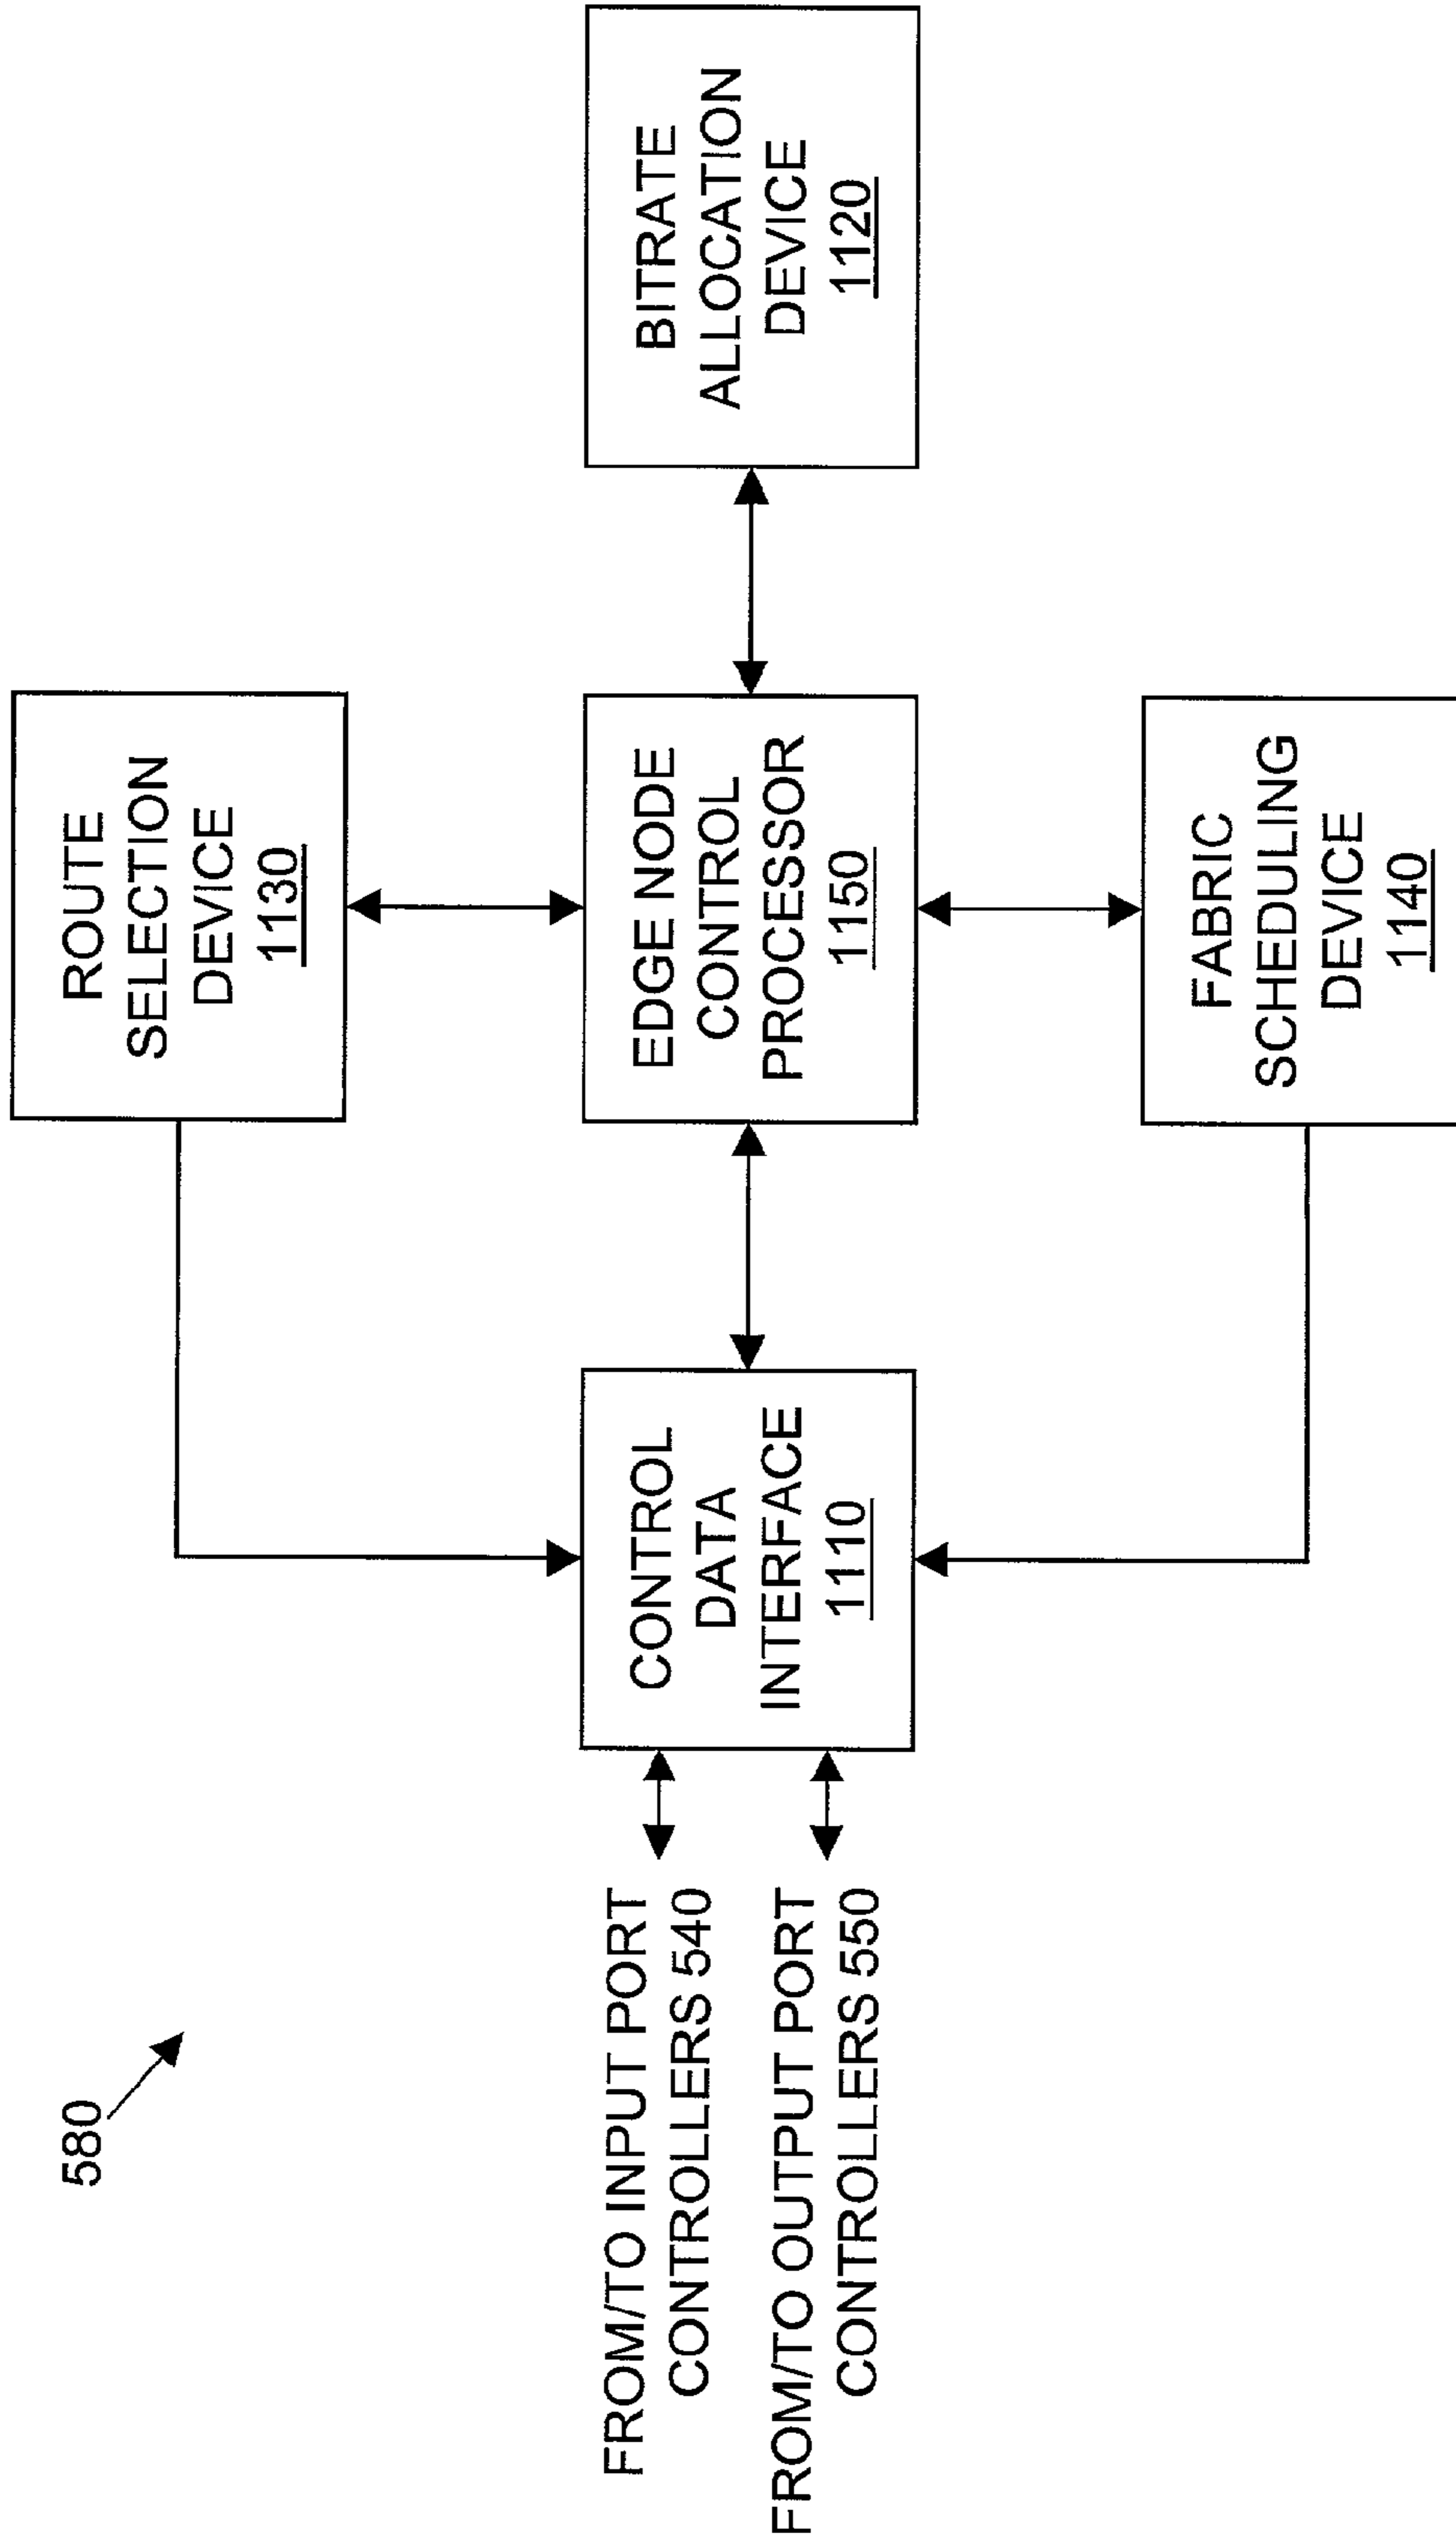 580
FROM/TO INPUT PORT
CONTROLLERS 540
FROM/TO OUTPUT PORT
CONTROLLERS 550
CONTROL
DATA
INTERFACE
1110
ROUTE
SELECTION
DEVICE
1130
EDGE NODE
CONTROL
PROCESSOR
1150
FABRIC
SCHEDULING
DEVICE
1140
BITRATE
ALLOCATION
DEVICE
1120